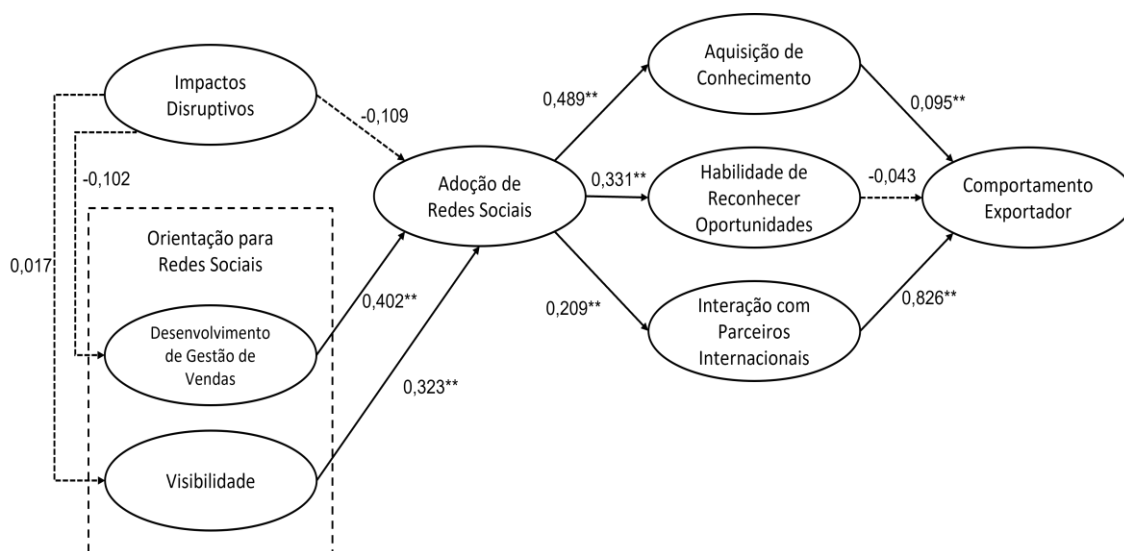 Impactos
Disruptivos
-0,109
-0,102
0,017
Orientação para
Redes Sociais
Desenvolvimento
de Gestão de
Vendas
0,402**
Visibilidade
0,323**
Adoção de
Redes Sociais
0,489**
0,331**
0,209**
Aquisição de
Conhecimento
0,095**
Habilidade de
Reconhecer
Oportunidades
-0,043
Interação com
Parceiros
Internacionais
0,826**
Comportamento
Exportador